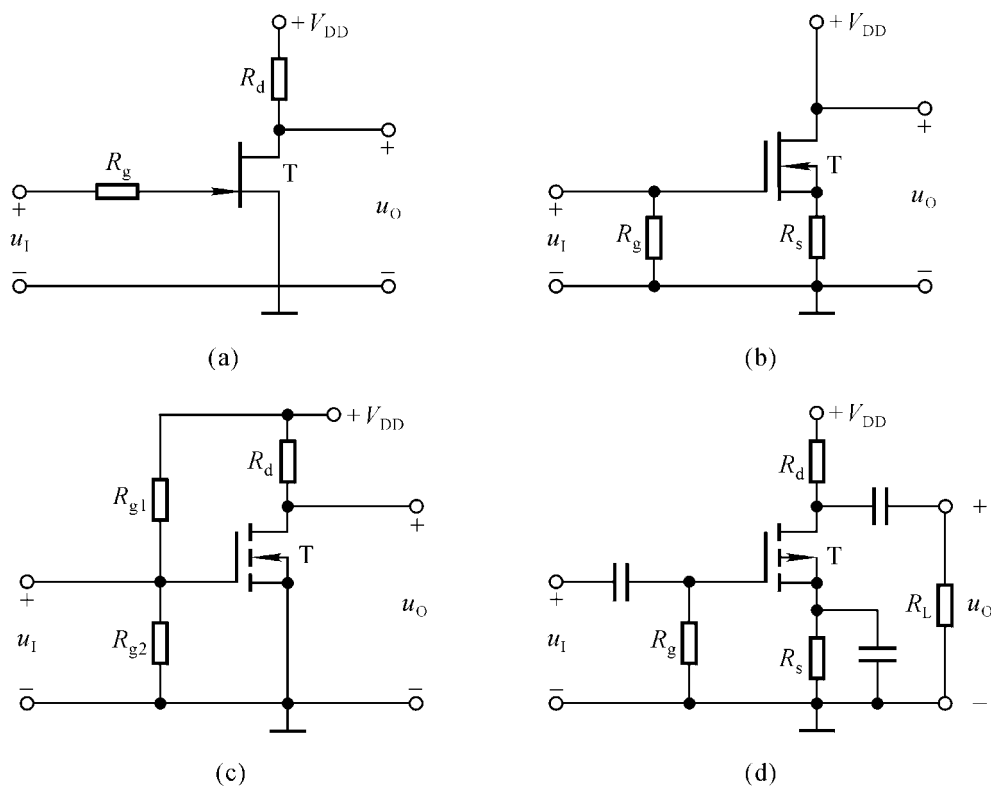 +V_DD
R_d
T
R_g
+
+
u_I
u_O
−
−
(a)
+V_DD
+
T
+
u_I
R_g
R_s
u_O
−
−
(b)
+V_DD
R_d
R_g1
+
T
+
u_I
R_g2
u_O
−
−
(c)
+V_DD
R_d
+
T
+
u_I
R_g
R_s
R_L
u_O
−
−
(d)